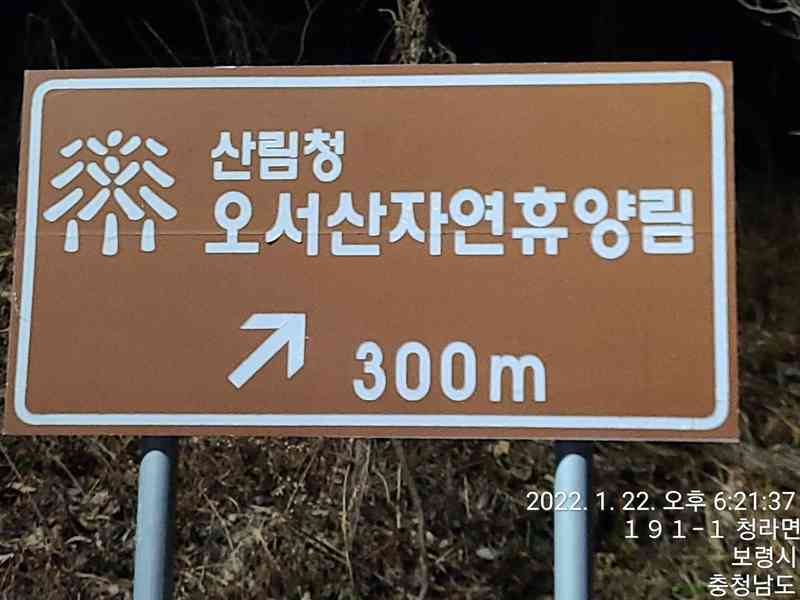 산림청
오서산자연휴양림
300m
2022. 1. 22. 오후 6:21:37
191-1 청라면
보령시
충청남도